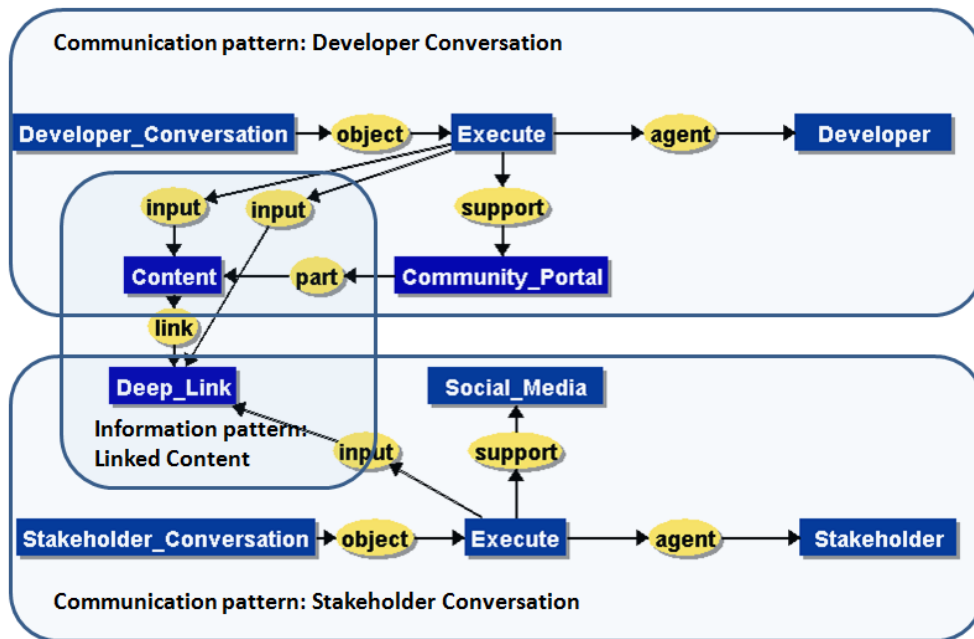 Communication pattern: Developer Conversation
Developer_Conversation object Execute agent Developer
input input support
Content part Community_Portal
link
Deep_Link Social_Media
Information pattern:
Linked Content
input support
Stakeholder_Conversation object Execute agent Stakeholder
Communication pattern: Stakeholder Conversation